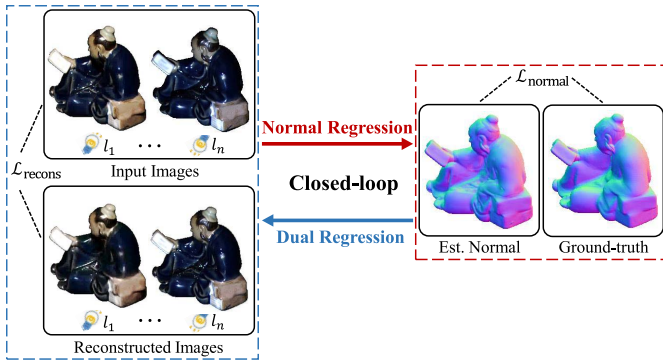 l₁ ... lₙ
Input Images
ℒrecons
l₁ ... lₙ
Reconstructed Images
Normal Regression
Closed-loop
Dual Regression
ℒnormal
Est. Normal
Ground-truth